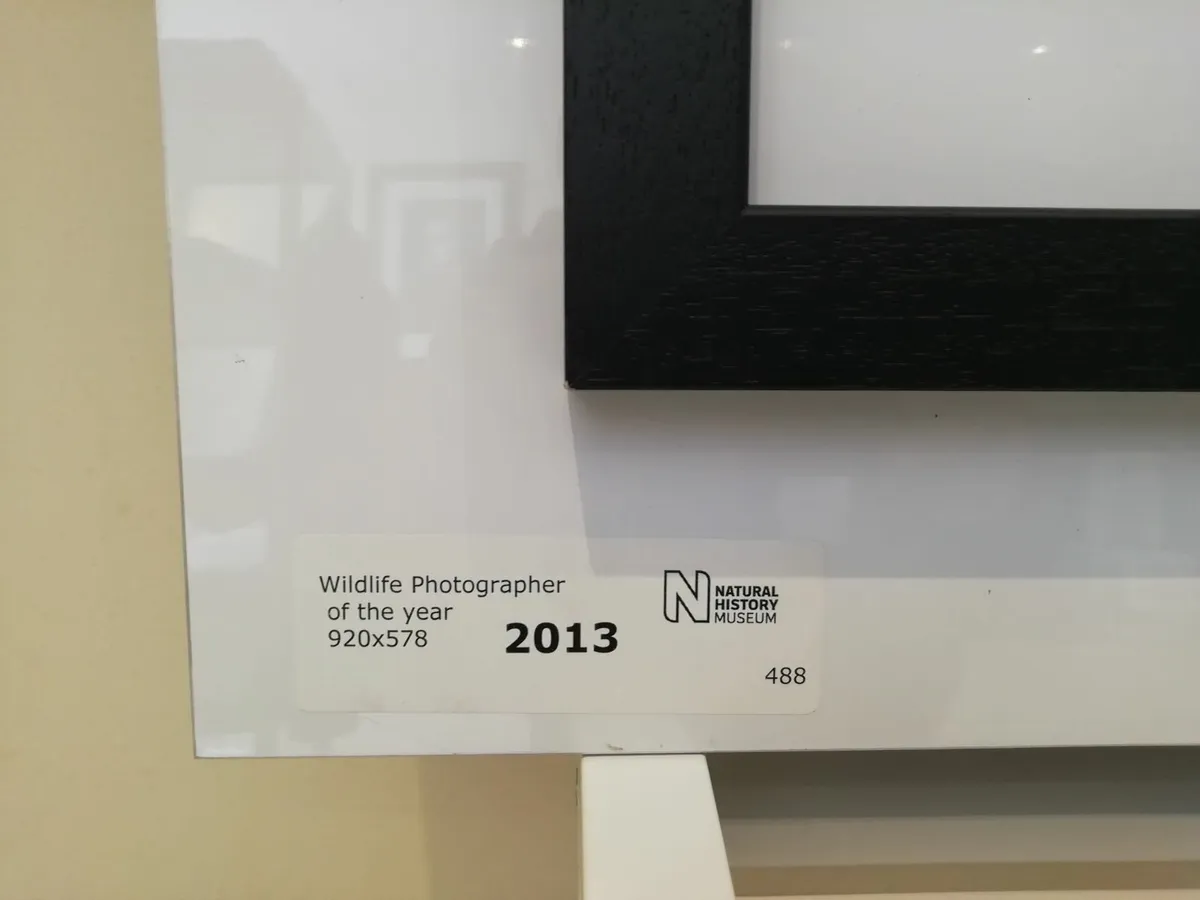 Wildlife Photographer
of the year
920x578
2013
N NATURAL
HISTORY
MUSEUM
488